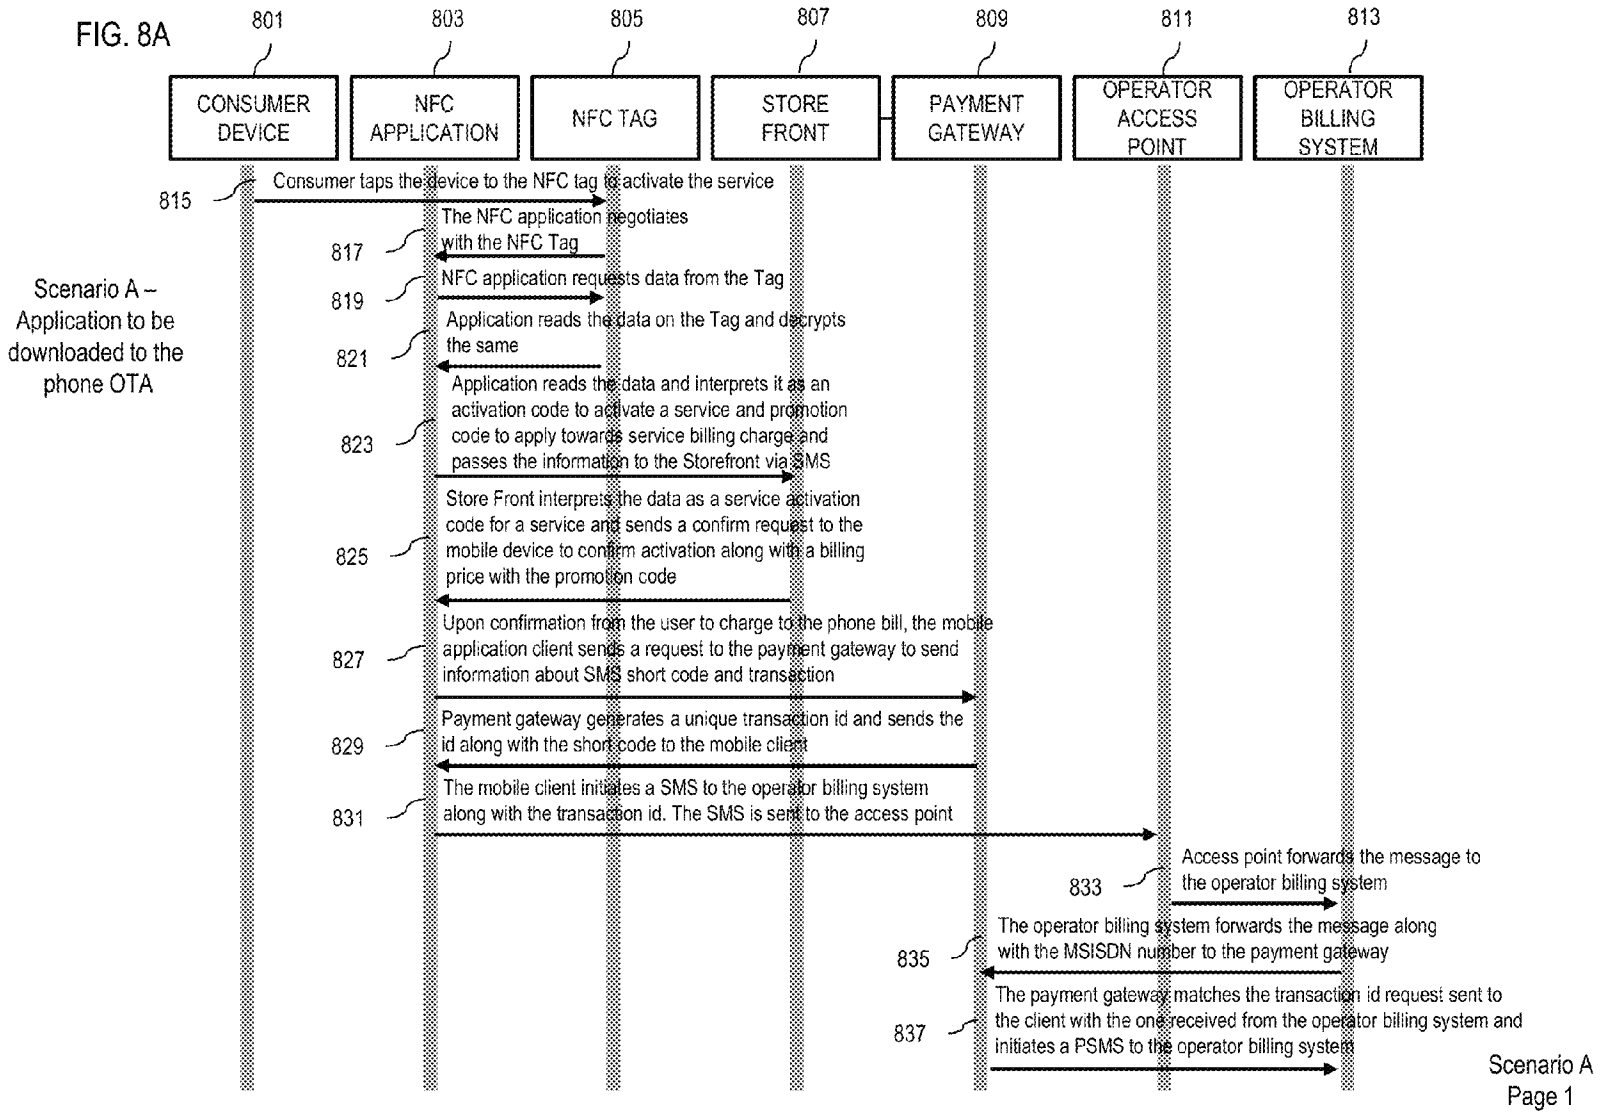 FIG. 8A
801
803
805
807
809
811
813
CONSUMER
DEVICE
NFC
APPLICATION
NFC TAG
STORE
FRONT
PAYMENT
GATEWAY
OPERATOR
ACCESS
POINT
OPERATOR
BILLING
SYSTEM
815
Consumer taps the device to the NFC tag to activate the service
817
The NFC application negotiates
with the NFC Tag
819
NFC application requests data from the Tag
Scenario A –
Application to be
downloaded to the
phone OTA
821
Application reads the data on the Tag and decrypts
the same
823
Application reads the data and interprets it as an
activation code to activate a service and promotion
code to apply towards service billing charge and
passes the information to the Storefront via SMS
825
Store Front interprets the data as a service activation
code for a service and sends a confirm request to the
mobile device to confirm activation along with a billing
price with the promotion code
827
Upon confirmation from the user to charge to the phone bill, the mobile
application client sends a request to the payment gateway to send
information about SMS short code and transaction
829
Payment gateway generates a unique transaction id and sends the
id along with the short code to the mobile client
831
The mobile client initiates a SMS to the operator billing system
along with the transaction id. The SMS is sent to the access point
833
Access point forwards the message to
the operator billing system
835
The operator billing system forwards the message along
with the MSISDN number to the payment gateway
837
The payment gateway matches the transaction id request sent to
the client with the one received from the operator billing system and
initiates a PSMS to the operator billing system
Scenario A
Page 1